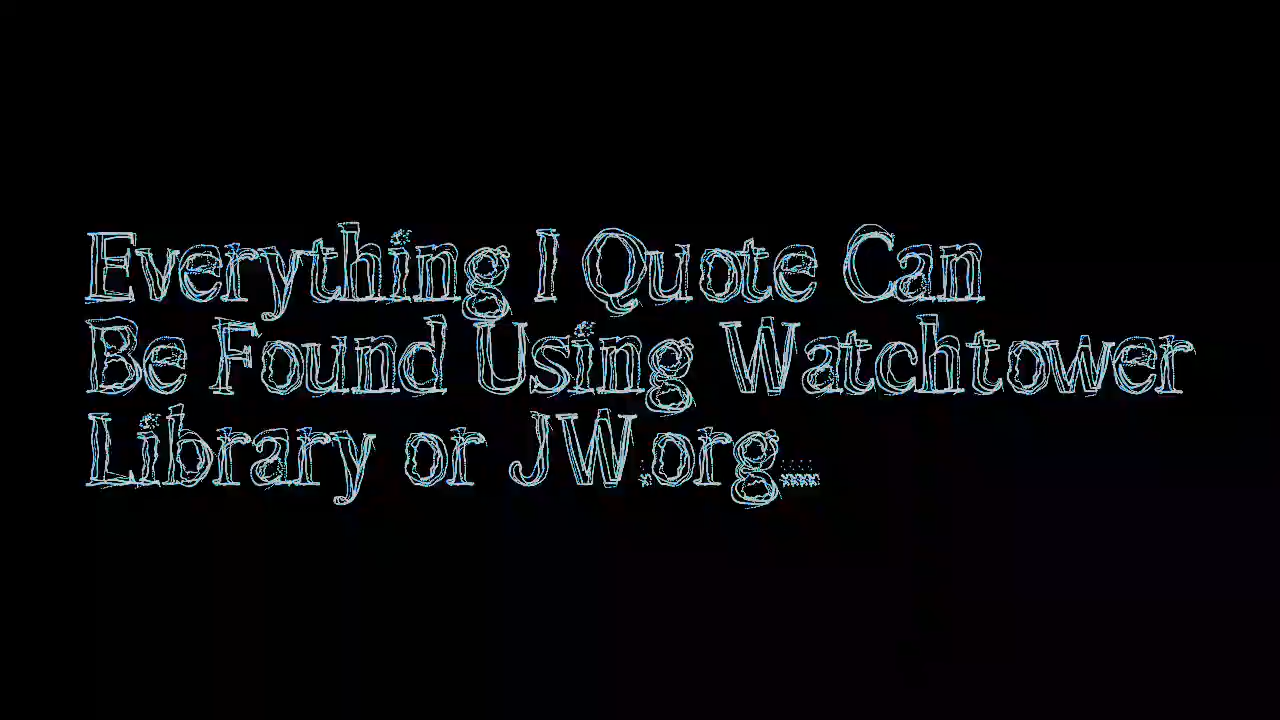 Everything I Quote Can
Be Found Using Watchtower
Library or JW.org....